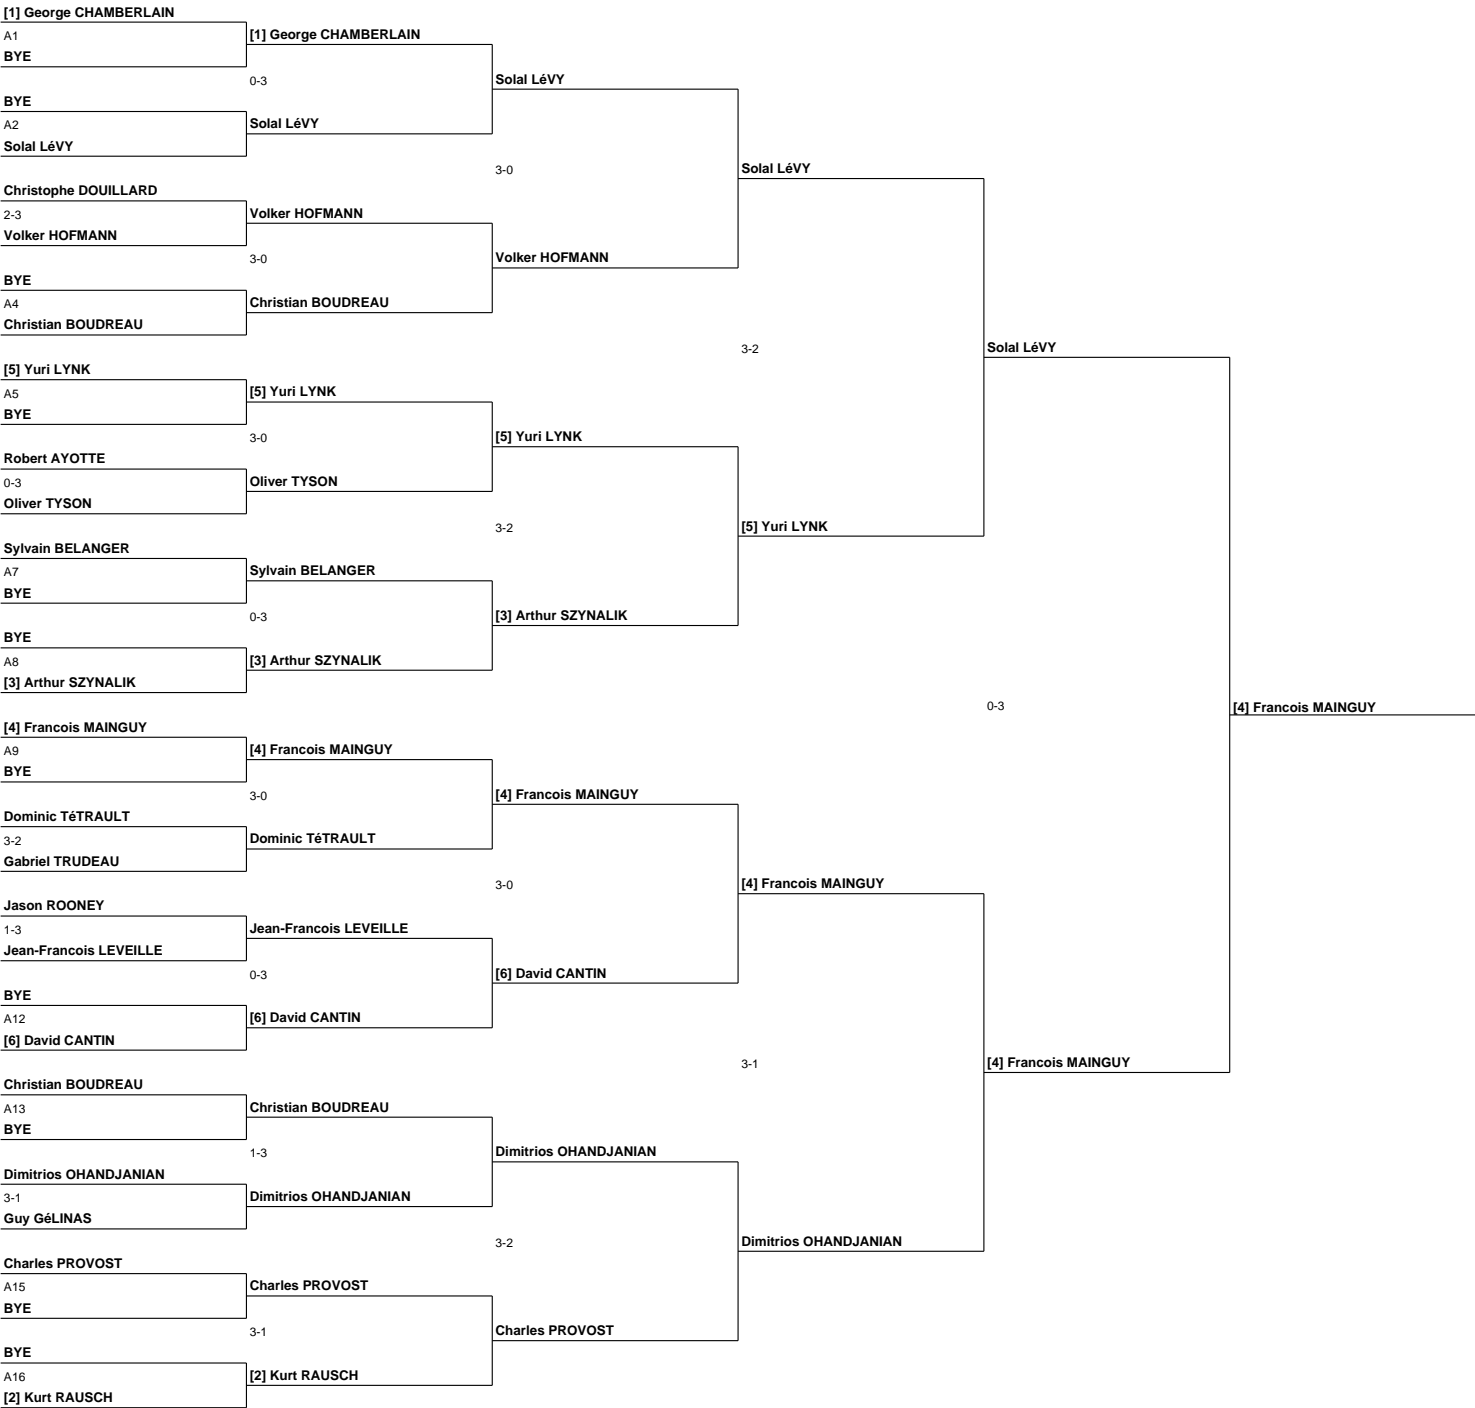 [1] George CHAMBERLAIN
A1
BYE
BYE
A2
Solal LéVY
Christophe DOUILLARD
2-3
Volker HOFMANN
BYE
A4
Christian BOUDREAU
[5] Yuri LYNK
A5
BYE
Robert AYOTTE
0-3
Oliver TYSON
Sylvain BELANGER
A7
BYE
BYE
A8
[3] Arthur SZYNALIK
[4] Francois MAINGUY
A9
BYE
Dominic TéTRAULT
3-2
Gabriel TRUDEAU
Jason ROONEY
1-3
Jean-Francois LEVEILLE
BYE
A12
[6] David CANTIN
Christian BOUDREAU
A13
BYE
Dimitrios OHANDJANIAN
3-1
Guy GéLINAS
Charles PROVOST
A15
BYE
BYE
A16
[2] Kurt RAUSCH
[1] George CHAMBERLAIN
0-3
Solal LéVY
Volker HOFMANN
3-0
Christian BOUDREAU
[5] Yuri LYNK
3-0
Oliver TYSON
Sylvain BELANGER
0-3
[3] Arthur SZYNALIK
[4] Francois MAINGUY
3-0
Dominic TéTRAULT
Jean-Francois LEVEILLE
0-3
[6] David CANTIN
Christian BOUDREAU
1-3
Dimitrios OHANDJANIAN
Charles PROVOST
3-1
[2] Kurt RAUSCH
Solal LéVY
3-0
Volker HOFMANN
[5] Yuri LYNK
3-2
[3] Arthur SZYNALIK
[4] Francois MAINGUY
3-0
[6] David CANTIN
Dimitrios OHANDJANIAN
3-2
Charles PROVOST
Solal LéVY
3-2
[5] Yuri LYNK
[4] Francois MAINGUY
3-1
Dimitrios OHANDJANIAN
Solal LéVY
0-3
[4] Francois MAINGUY
[4] Francois MAINGUY